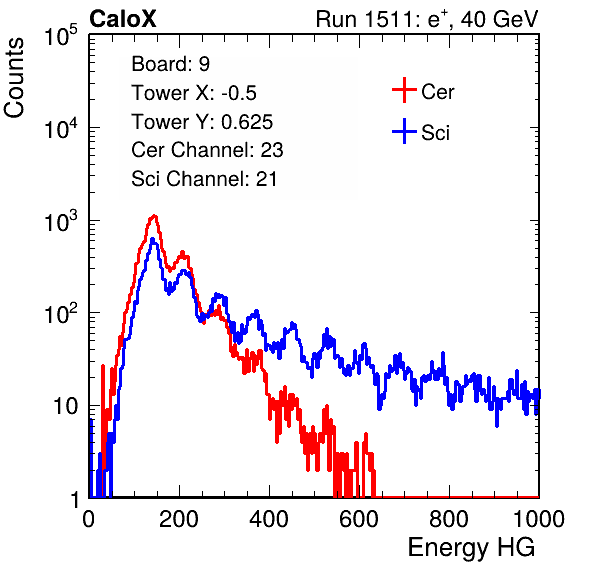 CaloX Run 1511: e⁺, 40 GeV
Counts
10⁵
10⁴
10³
10²
10
1
Board: 9
Tower X: -0.5
Tower Y: 0.625
Cer Channel: 23
Sci Channel: 21
Cer
Sci
0 200 400 600 800 1000
Energy HG